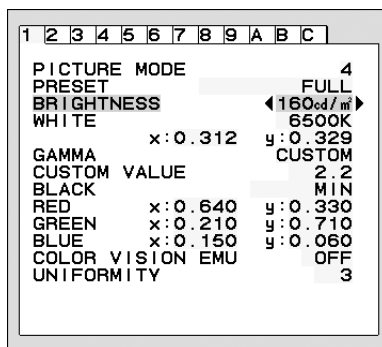 1 2 3 4 5 6 7 8 9 A B C
PICTURE MODE 4
PRESET FULL
BRIGHTNESS ◀160cd/㎡▶
WHITE 6500K
x:0.312 y:0.329
GAMMA CUSTOM
CUSTOM VALUE 2.2
BLACK MIN
RED x:0.640 y:0.330
GREEN x:0.210 y:0.710
BLUE x:0.150 y:0.060
COLOR VISION EMU OFF
UNIFORMITY 3